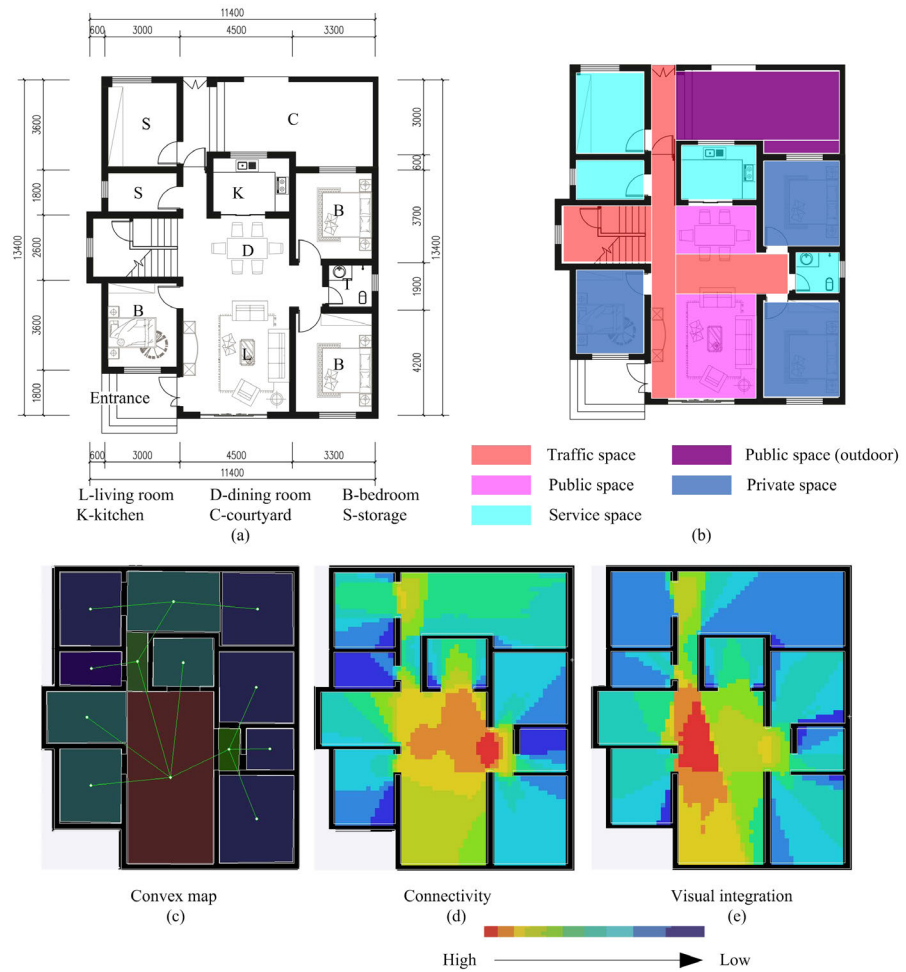 11400
600 3000 4500 3300
13400
3600
1800
2600
3600
1800
3000
600
3700
1900
4200
13400
S
C
S
K
B
D
T
B
L
B
Entrance
600 3000 4500 3300
11400
L-living room D-dining room B-bedroom
K-kitchen C-courtyard S-storage
(a)
Traffic space Public space (outdoor)
Public space Private space
Service space
(b)
Convex map
(c)
Connectivity
(d)
Visual integration
(e)
High Low